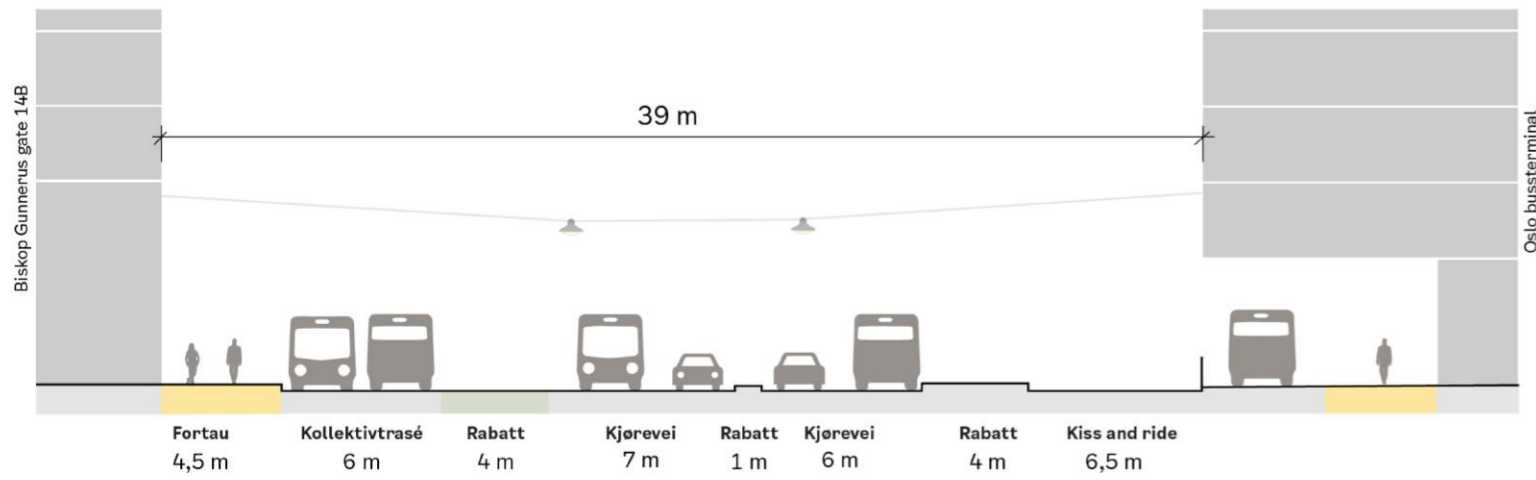 Biskop Gunnerus gate 14B
39 m
Oslo bussterminal
Fortau
4,5 m
Kollektivtrasé
6 m
Rabatt
4 m
Kjørevei
7 m
Rabatt
1 m
Kjørevei
6 m
Rabatt
4 m
Kiss and ride
6,5 m